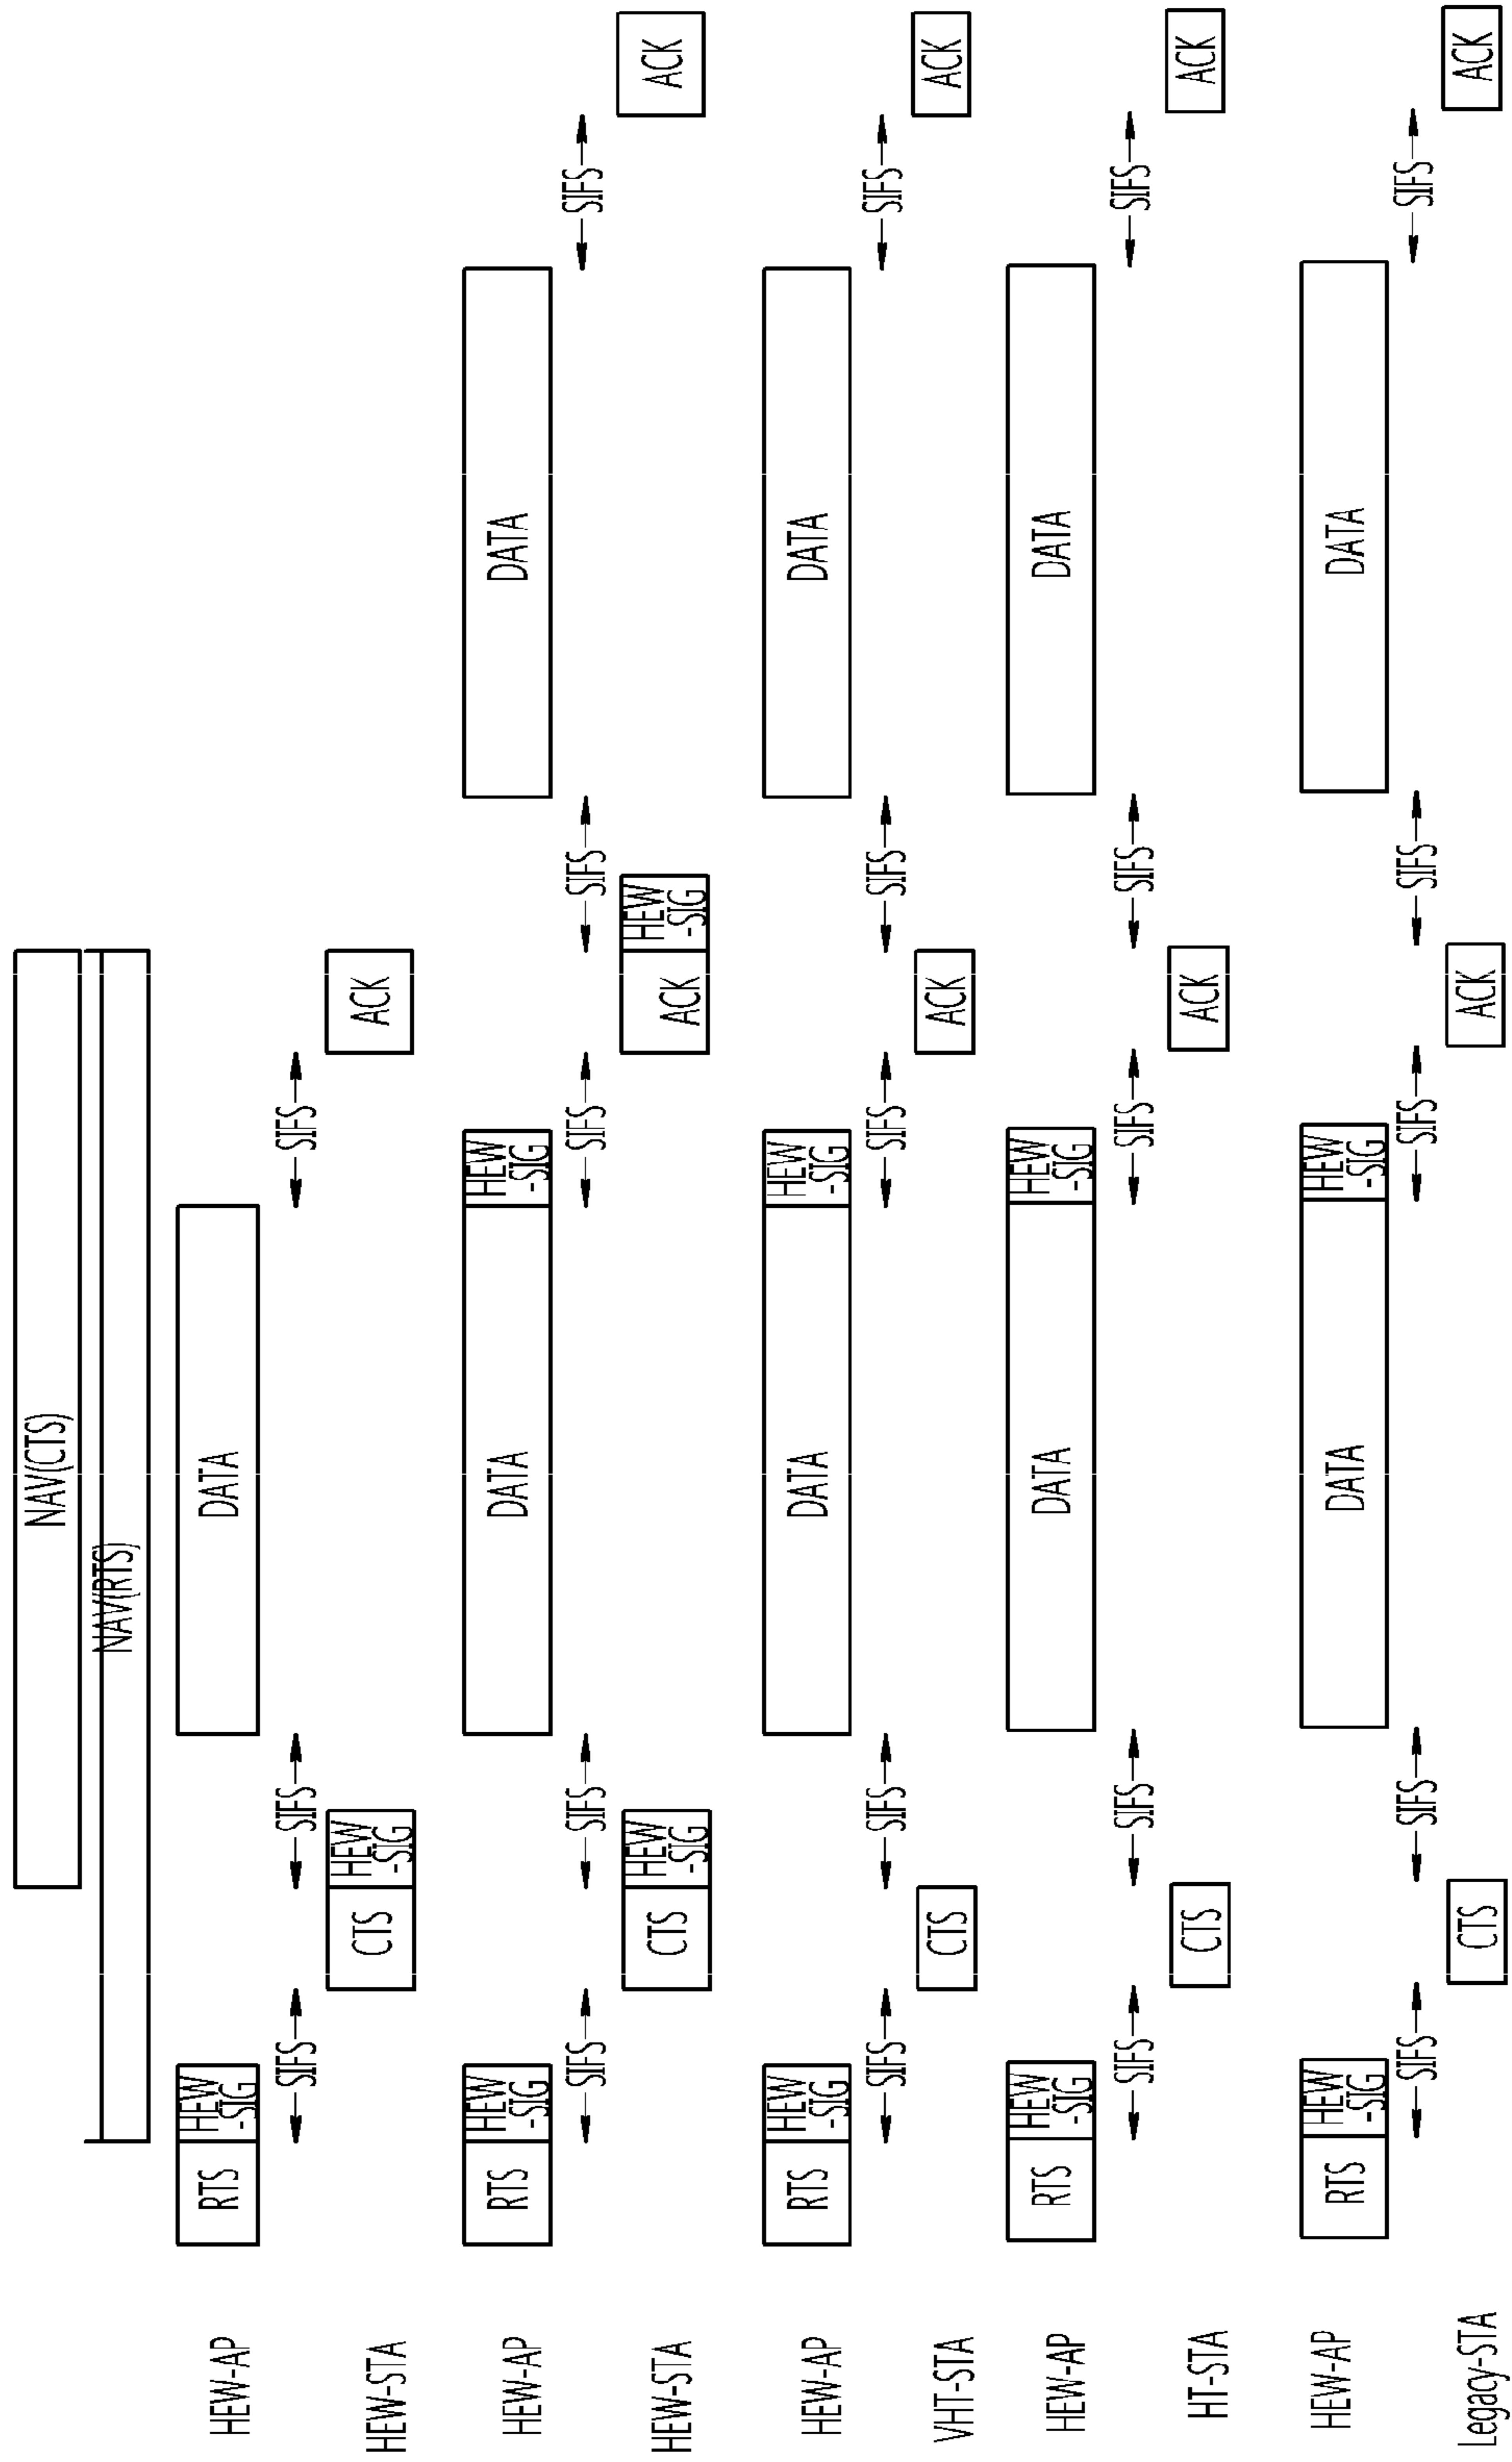 NAV(CTS)
NAV(RTS)
HEW-AP
RTS
HEW
-SIG
DATA
SIFS
SIFS
SIFS
HEW-STA
CTS
HEW
-SIG
ACK
HEW-AP
RTS
HEW
-SIG
DATA
HEW
-SIG
DATA
SIFS
SIFS
SIFS
SIFS
SIFS
HEW-STA
CTS
HEW
-SIG
ACK
HEW
-SIG
ACK
HEW-AP
RTS
HEW
-SIG
DATA
HEW
-SIG
DATA
SIFS
SIFS
SIFS
SIFS
SIFS
VHT-STA
CTS
ACK
ACK
HEW-AP
RTS
HEW
-SIG
DATA
HEW
-SIG
DATA
SIFS
SIFS
SIFS
SIFS
SIFS
HT-STA
CTS
ACK
ACK
HEW-AP
RTS
HEW
-SIG
DATA
HEW
-SIG
DATA
SIFS
SIFS
SIFS
SIFS
SIFS
Legacy-STA
CTS
ACK
ACK